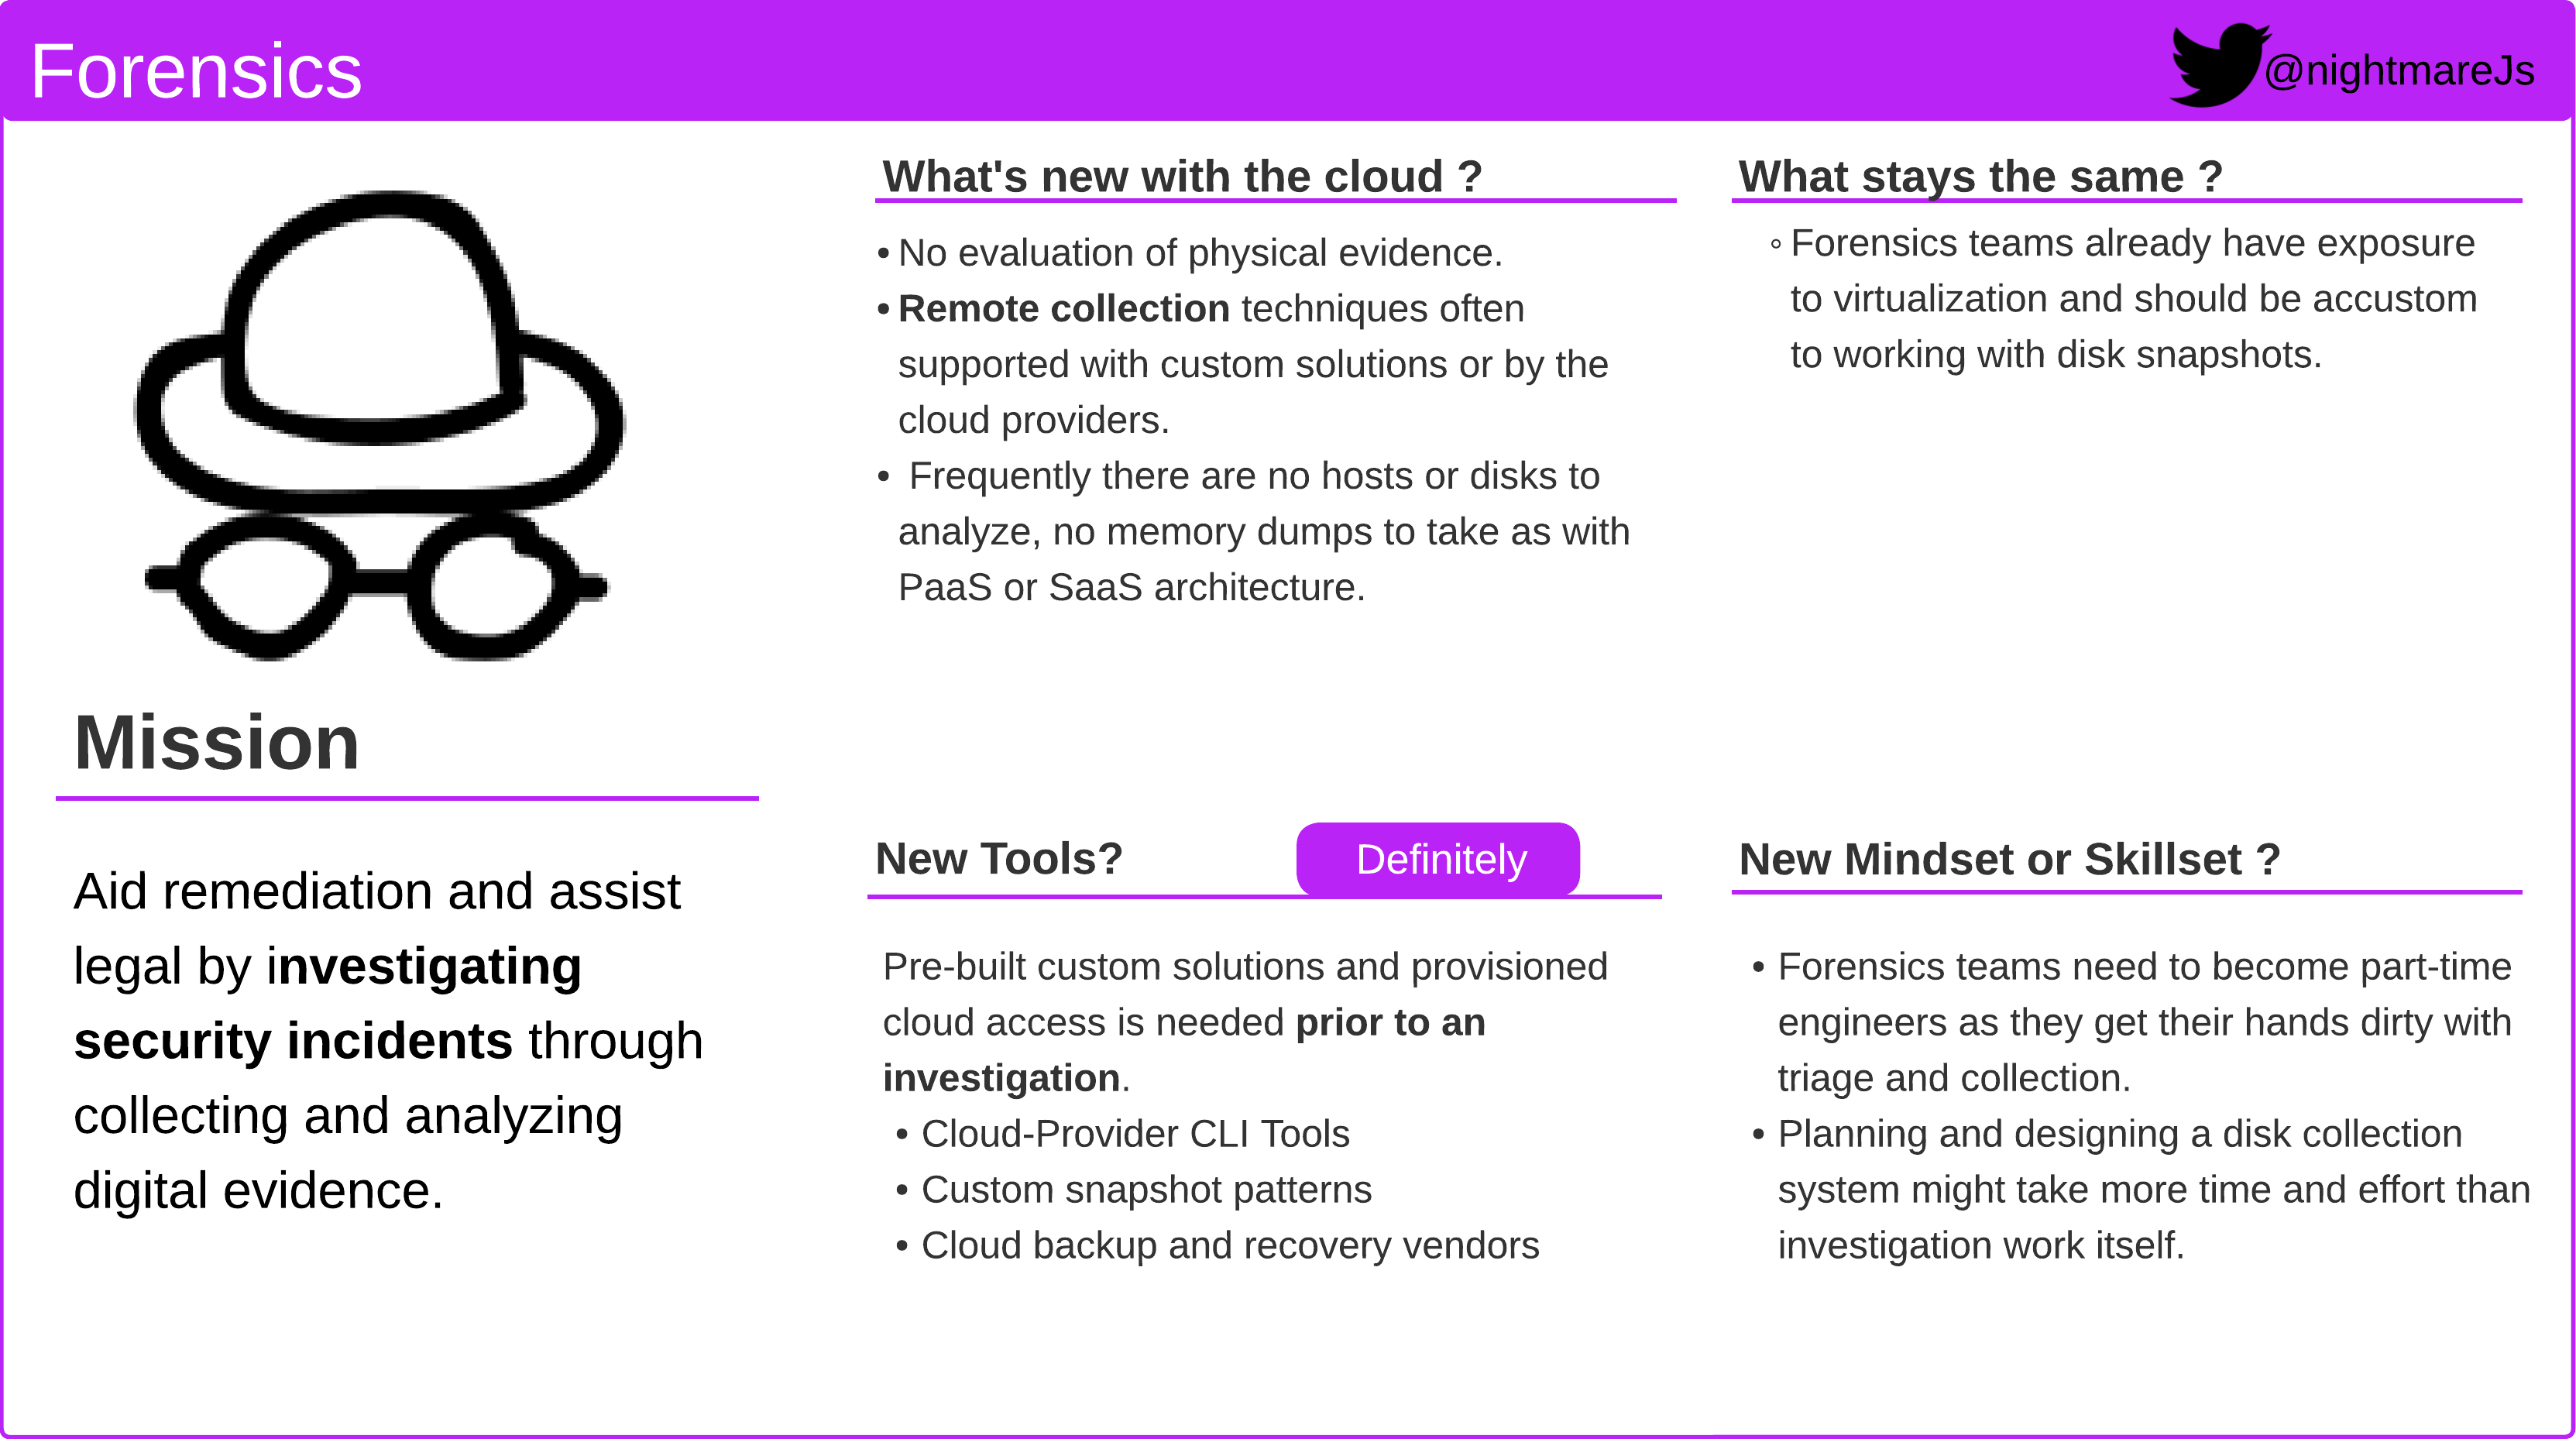 Forensics
@nightmareJs
Mission
Aid remediation and assist
legal by investigating
security incidents through
collecting and analyzing
digital evidence.
What's new with the cloud ?
• No evaluation of physical evidence.
• Remote collection techniques often
supported with custom solutions or by the
cloud providers.
• Frequently there are no hosts or disks to
analyze, no memory dumps to take as with
PaaS or SaaS architecture.
What stays the same ?
◦ Forensics teams already have exposure
to virtualization and should be accustom
to working with disk snapshots.
New Tools?
Definitely
Pre-built custom solutions and provisioned
cloud access is needed prior to an
investigation.
• Cloud-Provider CLI Tools
• Custom snapshot patterns
• Cloud backup and recovery vendors
New Mindset or Skillset ?
• Forensics teams need to become part-time
engineers as they get their hands dirty with
triage and collection.
• Planning and designing a disk collection
system might take more time and effort than
investigation work itself.